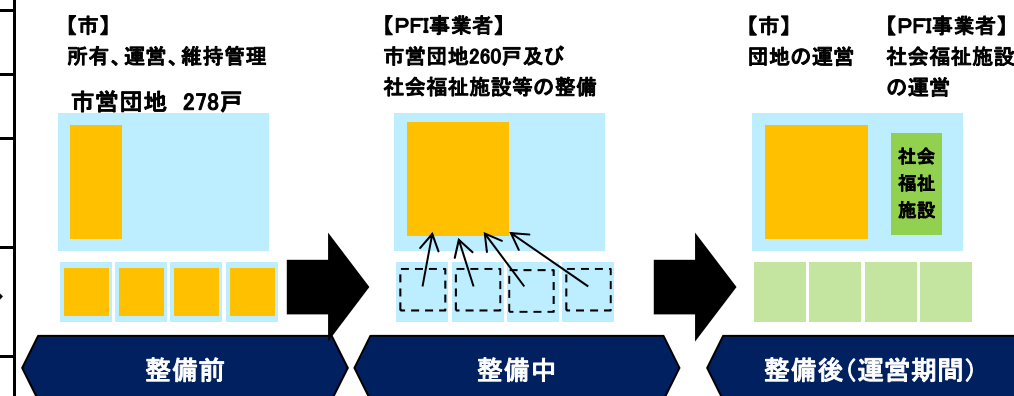 【市】
所有、運営、維持管理
市営団地 278戸
整備前
【PFI事業者】
市営団地260戸及び
社会福祉施設等の整備
整備中
【市】
団地の運営
【PFI事業者】
社会福祉施設
の運営
社会
福祉
施設
整備後(運営期間)